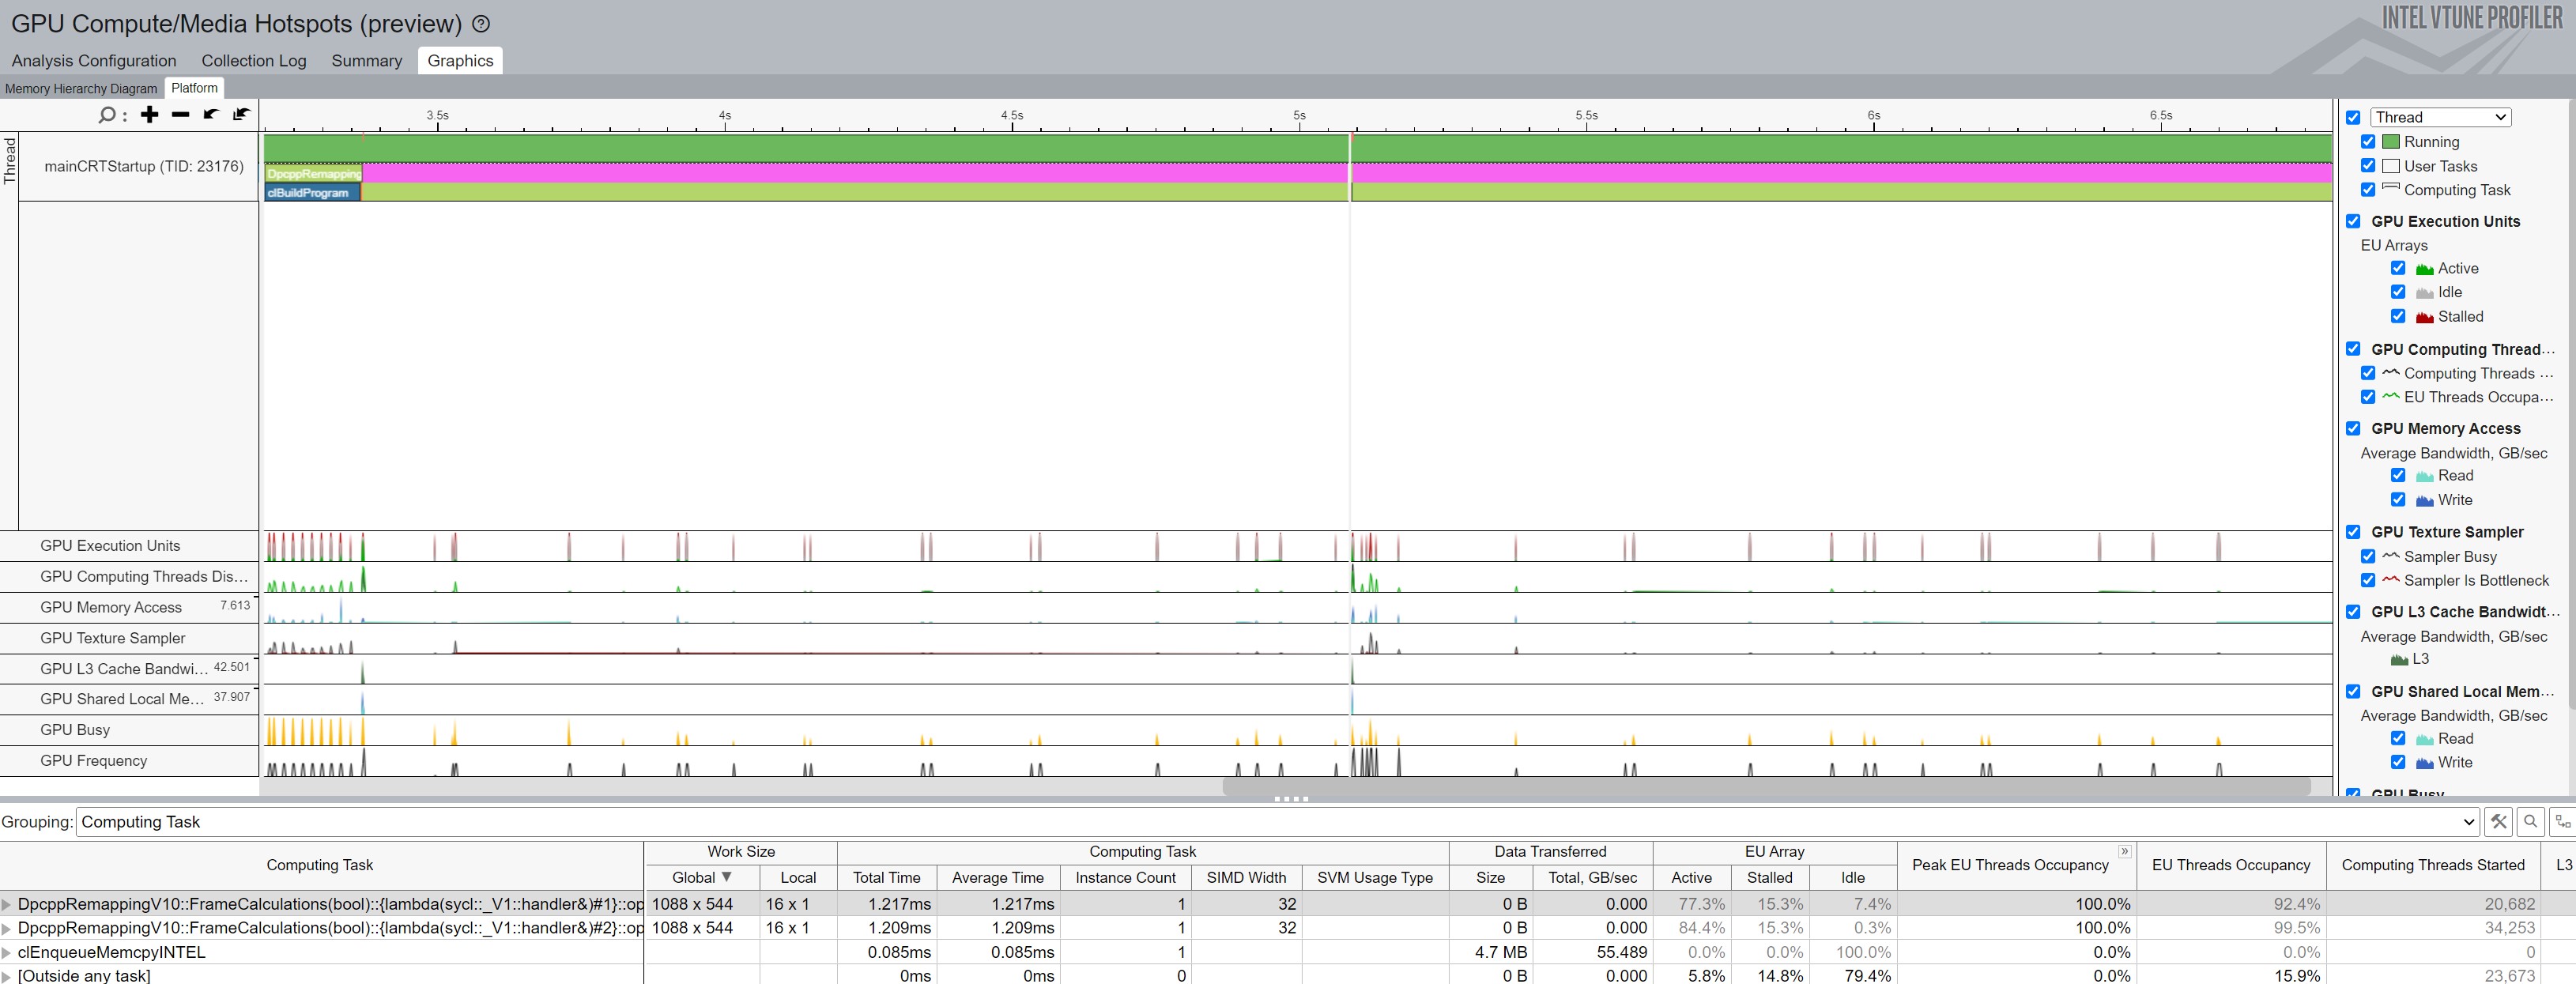 GPU Compute/Media Hotspots (preview) ?
INTEL VTUNE PROFILER
Analysis Configuration Collection Log Summary Graphics
Memory Hierarchy Diagram Platform
3.5s 4s 4.5s 5s 5.5s 6s 6.5s
Thread
mainCRTStartup (TID: 23176)
DpcppRemapping
clBuildProgram
GPU Execution Units
GPU Computing Threads Dis...
GPU Memory Access 7.613
GPU Texture Sampler
GPU L3 Cache Bandwi... 42.501
GPU Shared Local Me... 37.907
GPU Busy
GPU Frequency
Thread
Running
User Tasks
Computing Task
GPU Execution Units
EU Arrays
Active
Idle
Stalled
GPU Computing Thread...
Computing Threads ...
EU Threads Occupa...
GPU Memory Access
Average Bandwidth, GB/sec
Read
Write
GPU Texture Sampler
Sampler Busy
Sampler Is Bottleneck
GPU L3 Cache Bandwidt...
Average Bandwidth, GB/sec
L3
GPU Shared Local Mem...
Average Bandwidth, GB/sec
Read
Write
GPU Busy
Grouping: Computing Task
Computing Task Work Size Computing Task Data Transferred EU Array Peak EU Threads Occupancy » EU Threads Occupancy Computing Threads Started L3
Global ▼ Local Total Time Average Time Instance Count SIMD Width SVM Usage Type Size Total, GB/sec Active Stalled Idle
DpcppRemappingV10::FrameCalculations(bool)::{lambda(sycl::_V1::handler&)#1}::op 1088 x 544 16 x 1 1.217ms 1.217ms 1 32 0 B 0.000 77.3% 15.3% 7.4% 100.0% 92.4% 20,682
DpcppRemappingV10::FrameCalculations(bool)::{lambda(sycl::_V1::handler&)#2}::op 1088 x 544 16 x 1 1.209ms 1.209ms 1 32 0 B 0.000 84.4% 15.3% 0.3% 100.0% 99.5% 34,253
clEnqueueMemcpyINTEL 0.085ms 0.085ms 1 4.7 MB 55.489 0.0% 0.0% 100.0% 0.0% 0.0% 0
[Outside any task] 0ms 0ms 0 0 B 0.000 5.8% 14.8% 79.4% 0.0% 15.9% 23,673